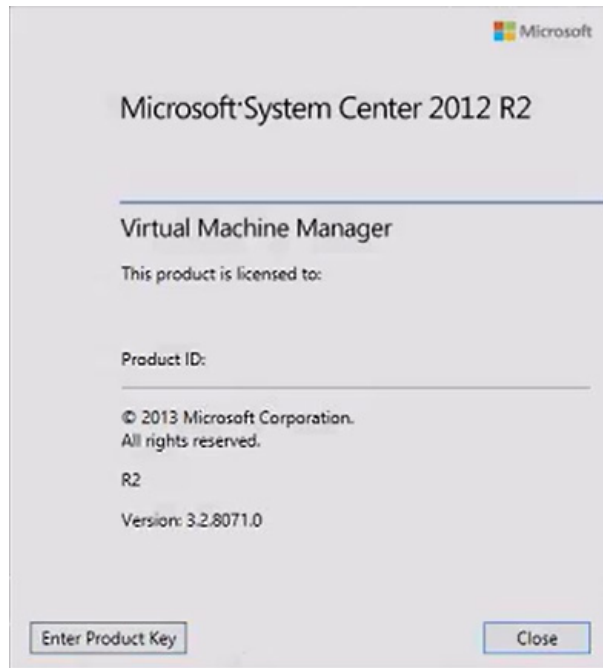 Microsoft
Microsoft System Center 2012 R2
Virtual Machine Manager
This product is licensed to:
Product ID:
© 2013 Microsoft Corporation.
All rights reserved.
R2
Version: 3.2.8071.0
Enter Product Key
Close